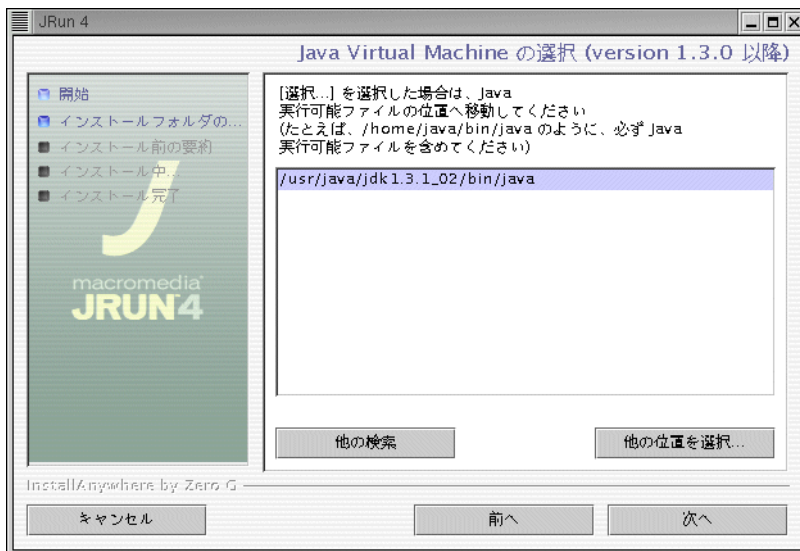 JRun 4
Java Virtual Machine の選択 (version 1.3.0 以降)
開始
インストールフォルダの...
インストール前の要約
インストール中...
インストール完了
macromedia®
JRUN™4
[選択...] を選択した場合は、Java
実行可能ファイルの位置へ移動してください
(たとえば、/home/java/bin/java のように、必ず Java
実行可能ファイルを含めてください)
/usr/java/jdk1.3.1_02/bin/java
他の検索
他の位置を選択...
InstallAnywhere by Zero G
キャンセル
前へ
次へ